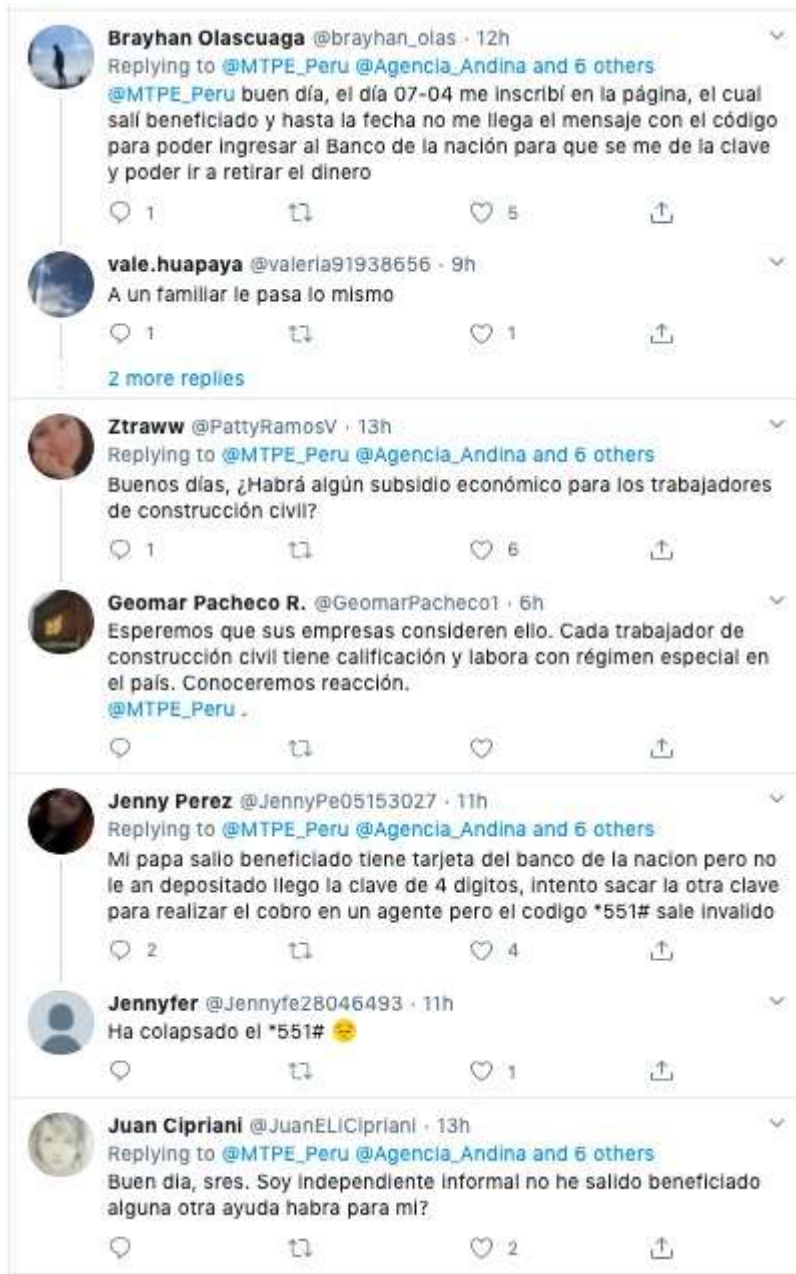 Brayhan Olascuaga @brayhan_olas · 12h
Replying to @MTPE_Peru @Agencia_Andina and 6 others
@MTPE_Peru buen día, el día 07-04 me inscribí en la página, el cual
salí beneficiado y hasta la fecha no me llega el mensaje con el código
para poder ingresar al Banco de la nación para que se me de la clave
y poder ir a retirar el dinero
1 5
vale.huapaya @valeria91938656 · 9h
A un familiar le pasa lo mismo
1 1
2 more replies
Ztraww @PattyRamosV · 13h
Replying to @MTPE_Peru @Agencia_Andina and 6 others
Buenos días, ¿Habrá algún subsidio económico para los trabajadores
de construcción civil?
1 6
Geomar Pacheco R. @GeomarPacheco1 · 6h
Esperemos que sus empresas consideren ello. Cada trabajador de
construcción civil tiene calificación y labora con régimen especial en
el país. Conoceremos reacción.
@MTPE_Peru .
Jenny Perez @JennyPe05153027 · 11h
Replying to @MTPE_Peru @Agencia_Andina and 6 others
Mi papa salio beneficiado tiene tarjeta del banco de la nacion pero no
le an depositado llego la clave de 4 digitos, intento sacar la otra clave
para realizar el cobro en un agente pero el codigo *551# sale invalido
2 4
Jennyfer @Jennyfe28046493 · 11h
Ha colapsado el *551# 😔
1
Juan Cipriani @JuanELiCipriani · 13h
Replying to @MTPE_Peru @Agencia_Andina and 6 others
Buen dia, sres. Soy independiente informal no he salido beneficiado
alguna otra ayuda habra para mi?
2